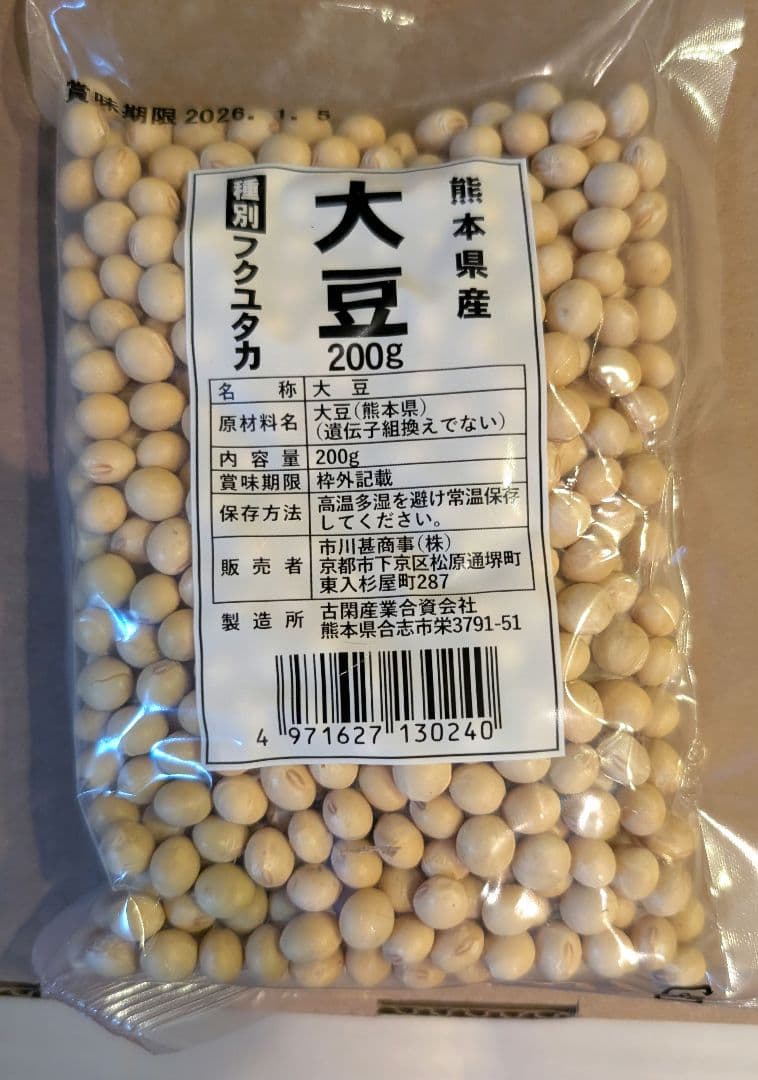 賞味期限 2026. 1. 5
熊本県産
大豆
200g
種別 フクユタカ
名称 大豆
原材料名 大豆(熊本県)
(遺伝子組換えでない)
内容量 200g
賞味期限 枠外記載
保存方法 高温多湿を避け常温保存
してください。
販売者 市川甚商事(株)
京都市下京区松原通堺町
東入杉屋町287
製造所 古閑産業合資会社
熊本県合志市栄3791-51
4 971627 130240